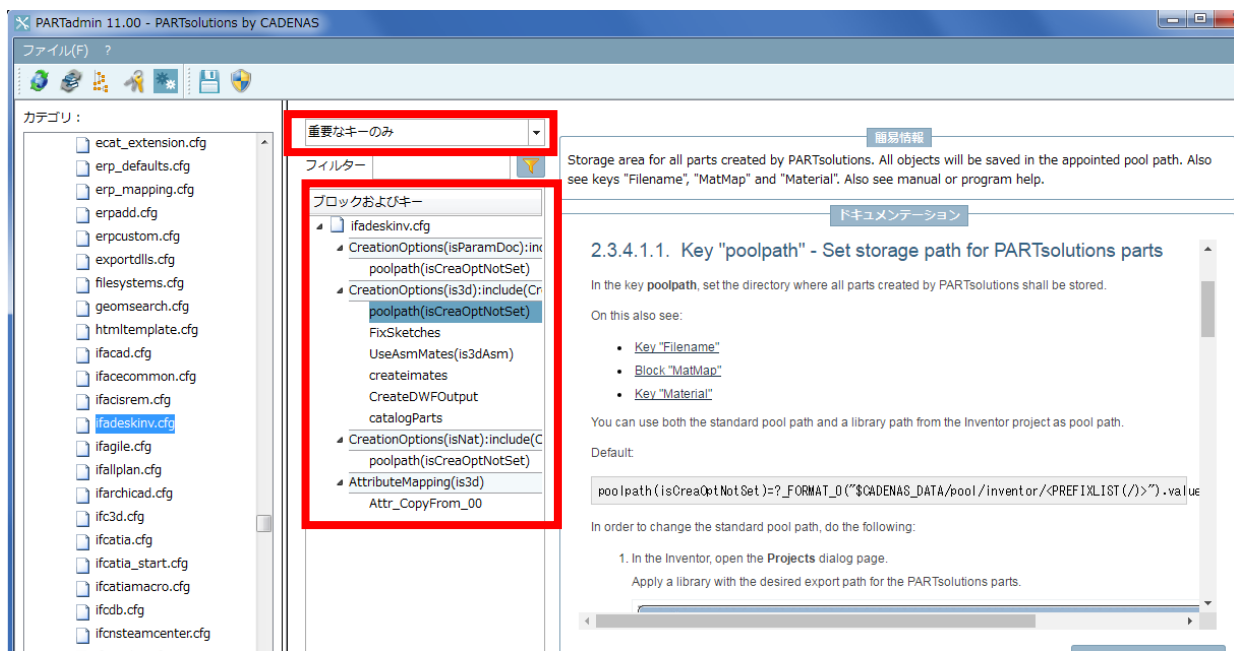 PARTadmin 11.00 - PARTsolutions by CADENAS
ファイル(F) ?
カテゴリ：
ecat_extension.cfg
erp_defaults.cfg
erp_mapping.cfg
erpadd.cfg
erpcustom.cfg
exportdlls.cfg
filesystems.cfg
geomsearch.cfg
htmltemplate.cfg
ifacad.cfg
ifacecommon.cfg
ifacisrem.cfg
ifadeskinv.cfg
ifagile.cfg
ifallplan.cfg
ifarchicad.cfg
ifc3d.cfg
ifcatia.cfg
ifcatia_start.cfg
ifcatiamacro.cfg
ifcdb.cfg
ifcnsteamcenter.cfg
重要なキーのみ
フィルター
ブロックおよびキー
ifadeskinv.cfg
CreationOptions(isParamDoc):inc
poolpath(isCreaOptNotSet)
CreationOptions(is3d):include(Cr
poolpath(isCreaOptNotSet)
FixSketches
UseAsmMates(is3dAsm)
createimates
CreateDWFOutput
catalogParts
CreationOptions(isNat):include(C
poolpath(isCreaOptNotSet)
AttributeMapping(is3d)
Attr_CopyFrom_00
簡易情報
Storage area for all parts created by PARTsolutions. All objects will be saved in the appointed pool path. Also
see keys "Filename", "MatMap" and "Material". Also see manual or program help.
ドキュメンテーション
2.3.4.1.1. Key "poolpath" - Set storage path for PARTsolutions parts
In the key poolpath, set the directory where all parts created by PARTsolutions shall be stored.
On this also see:
• Key "Filename"
• Block "MatMap"
• Key "Material"
You can use both the standard pool path and a library path from the Inventor project as pool path.
Default:
poolpath(isCreaOptNotSet)=?_FORMAT_0("$CADENAS_DATA/pool/inventor/<PREFIXLIST(/)>").value
In order to change the standard pool path, do the following:
1. In the Inventor, open the Projects dialog page.
Apply a library with the desired export path for the PARTsolutions parts.